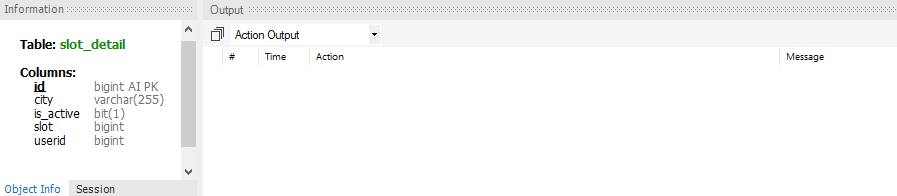 Information
Table: slot_detail
Columns:
id bigint AI PK
city varchar(255)
is_active bit(1)
slot bigint
userid bigint
Object Info Session
Output
Action Output
# Time Action Message